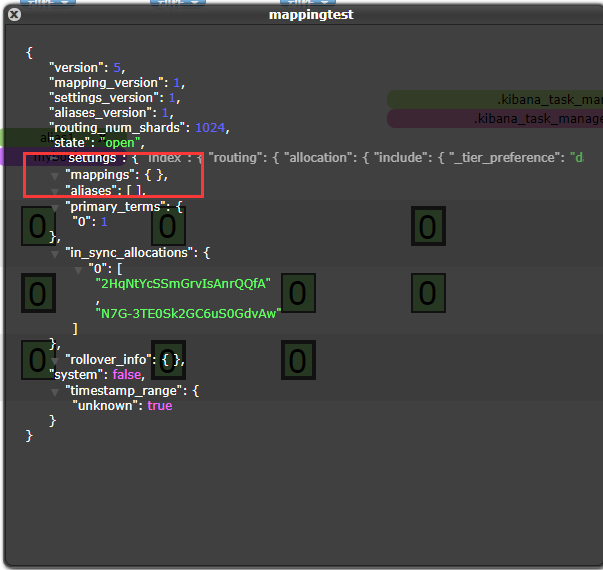 mappingtest
{
"version": 5,
"mapping_version": 1,
"settings_version": 1,
"aliases_version": 1,
.kibana_task_ma
"routing_num_shards": 1024,
.kibana_task_manage
"state": "open",
"settings": { "index": { "routing": { "allocation": { "include": { "_tier_preference": "da
"mappings": { },
"aliases": [ ],
"primary_terms": {
"0": 1
0 0 0
},
"in_sync_allocations": {
"0": [
"2HqNtYcSSmGrvIsAnrQQfA"
0 0 0
,
"N7G-3TE0Sk2GC6uS0GdvAw"
]
},
"rollover_info": { },
0 0 0
"system": false,
"timestamp_range": {
"unknown": true
}
}